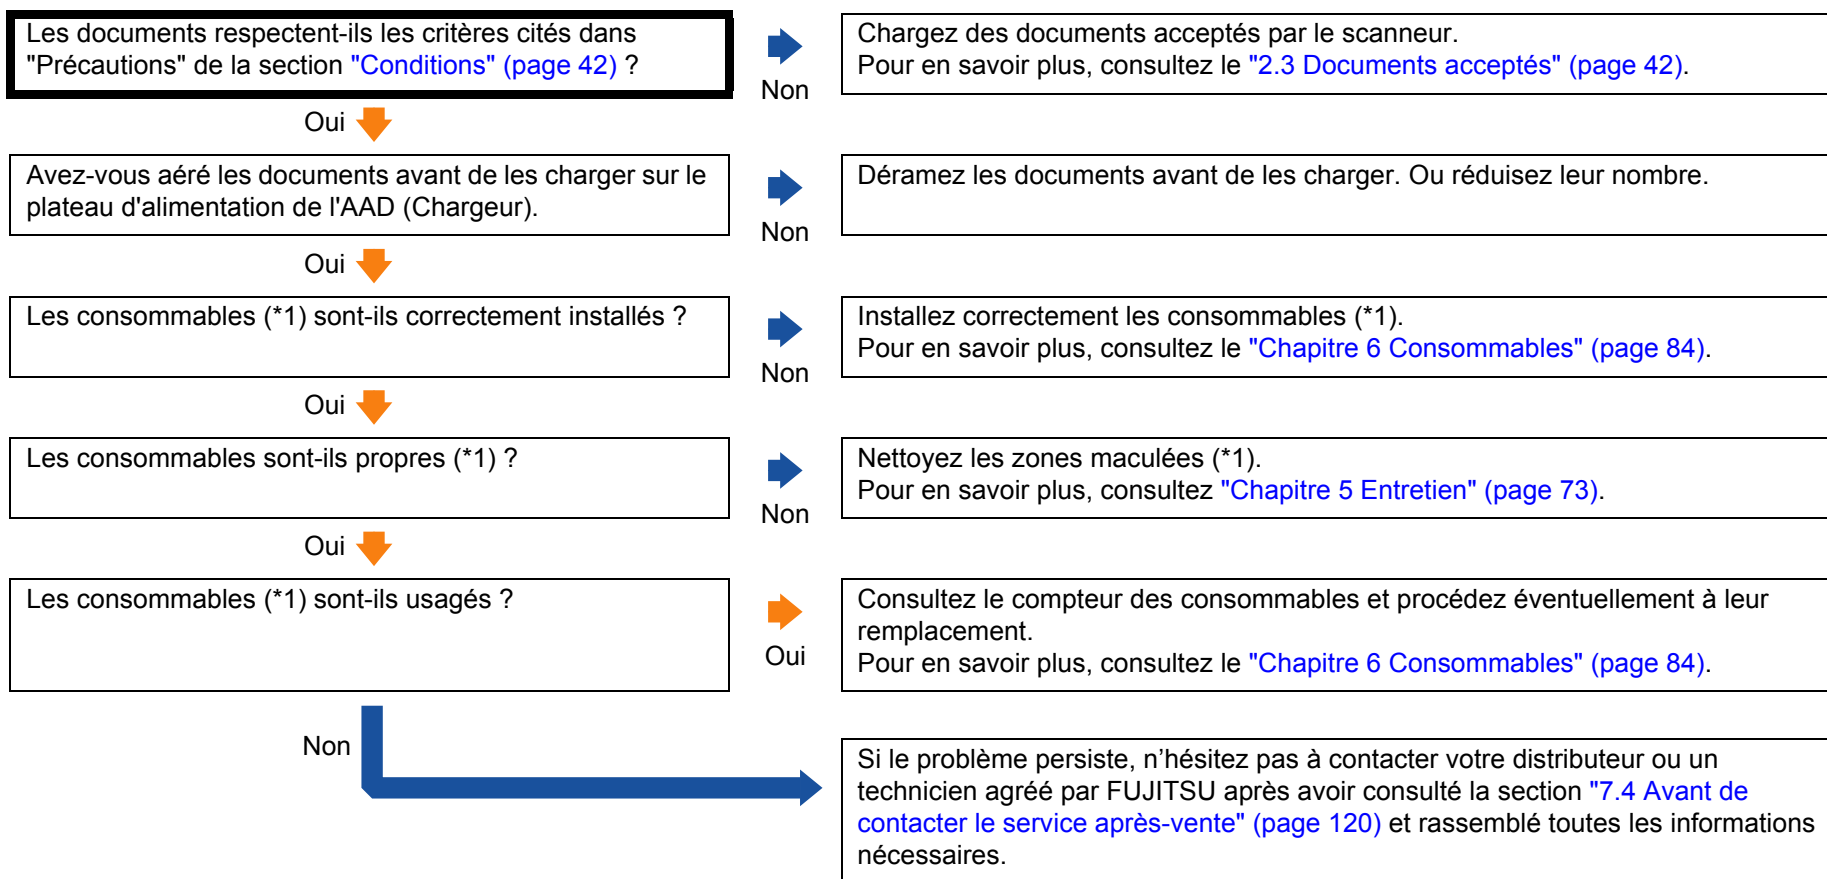 Les documents respectent-ils les critères cités dans
"Précautions" de la section "Conditions" (page 42) ?
Non
Chargez des documents acceptés par le scanneur.
Pour en savoir plus, consultez le "2.3 Documents acceptés" (page 42).
Oui
Avez-vous aéré les documents avant de les charger sur le
plateau d'alimentation de l'AAD (Chargeur).
Non
Déramez les documents avant de les charger. Ou réduisez leur nombre.
Oui
Les consommables (*1) sont-ils correctement installés ?
Non
Installez correctement les consommables (*1).
Pour en savoir plus, consultez le "Chapitre 6 Consommables" (page 84).
Oui
Les consommables sont-ils propres (*1) ?
Non
Nettoyez les zones maculées (*1).
Pour en savoir plus, consultez "Chapitre 5 Entretien" (page 73).
Oui
Les consommables (*1) sont-ils usagés ?
Oui
Consultez le compteur des consommables et procédez éventuellement à leur
remplacement.
Pour en savoir plus, consultez le "Chapitre 6 Consommables" (page 84).
Non
Si le problème persiste, n’hésitez pas à contacter votre distributeur ou un
technicien agréé par FUJITSU après avoir consulté la section "7.4 Avant de
contacter le service après-vente" (page 120) et rassemblé toutes les informations
nécessaires.